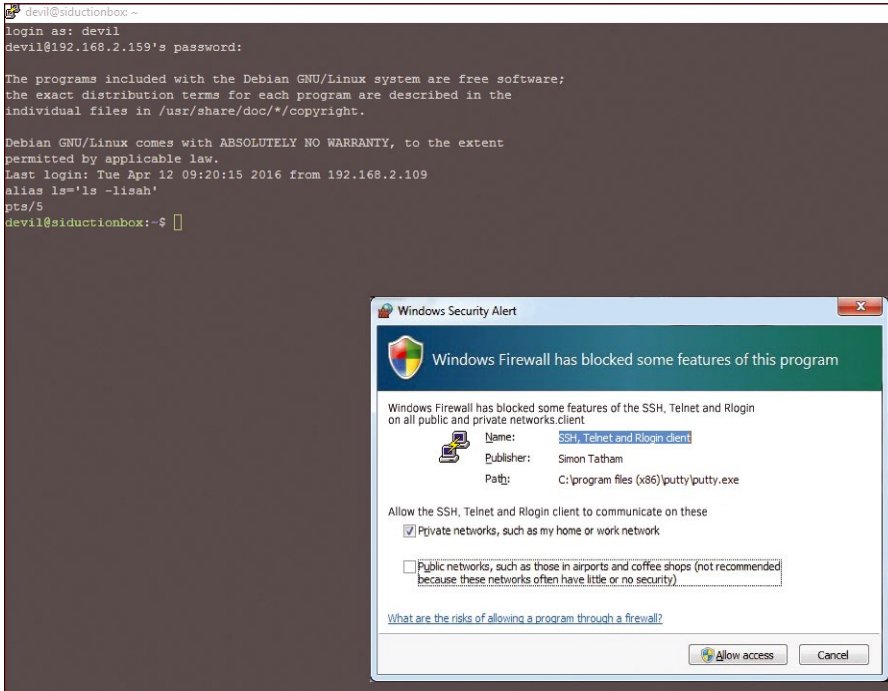 devil@siductionbox: ~
login as: devil
devil@192.168.2.159's password:
The programs included with the Debian GNU/Linux system are free software;
the exact distribution terms for each program are described in the
individual files in /usr/share/doc/*/copyright.
Debian GNU/Linux comes with ABSOLUTELY NO WARRANTY, to the extent
permitted by applicable law.
Last login: Tue Apr 12 09:20:15 2016 from 192.168.2.109
alias ls='ls -lisah'
pts/5
devil@siductionbox:~$
Windows Security Alert
x
Windows Firewall has blocked some features of this program
Windows Firewall has blocked some features of the SSH, Telnet and Rlogin
on all public and private networks.client
Name: SSH, Telnet and Rlogin client
Publisher: Simon Tatham
Path: C:\program files (x86)\putty\putty.exe
Allow the SSH, Telnet and Rlogin client to communicate on these
Private networks, such as my home or work network
Public networks, such as those in airports and coffee shops (not recommended
because these networks often have little or no security)
What are the risks of allowing a program through a firewall?
Allow access Cancel